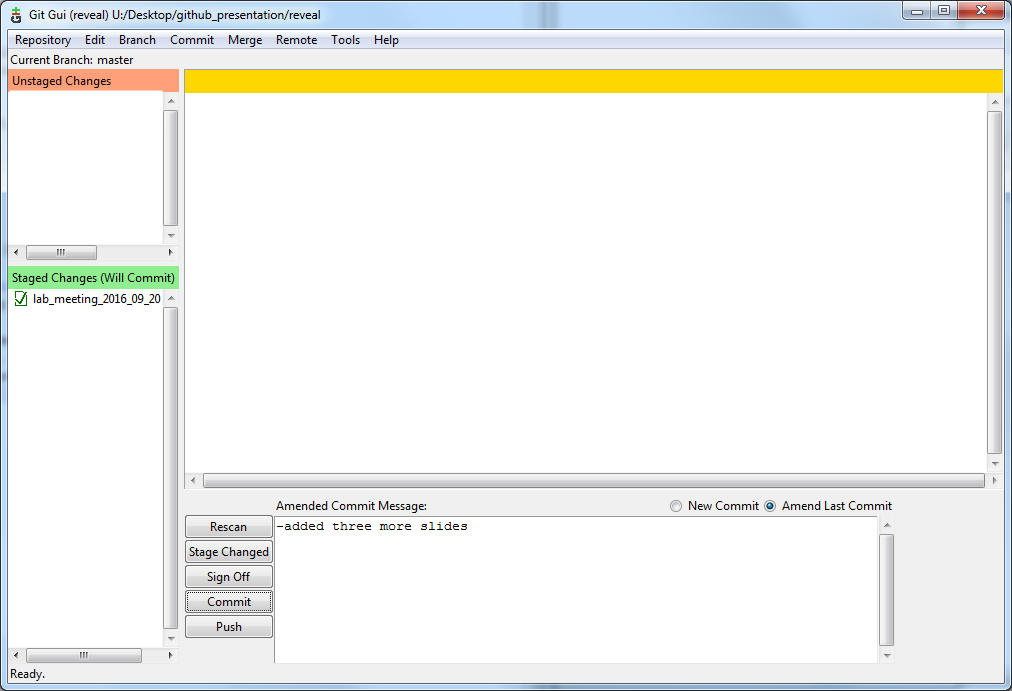 Git Gui (reveal) U:/Desktop/github_presentation/reveal
Repository Edit Branch Commit Merge Remote Tools Help
Current Branch: master
Unstaged Changes
Staged Changes (Will Commit)
lab_meeting_2016_09_20
Amended Commit Message:
New Commit
Amend Last Commit
Rescan
Stage Changed
Sign Off
Commit
Push
-added three more slides
Ready.